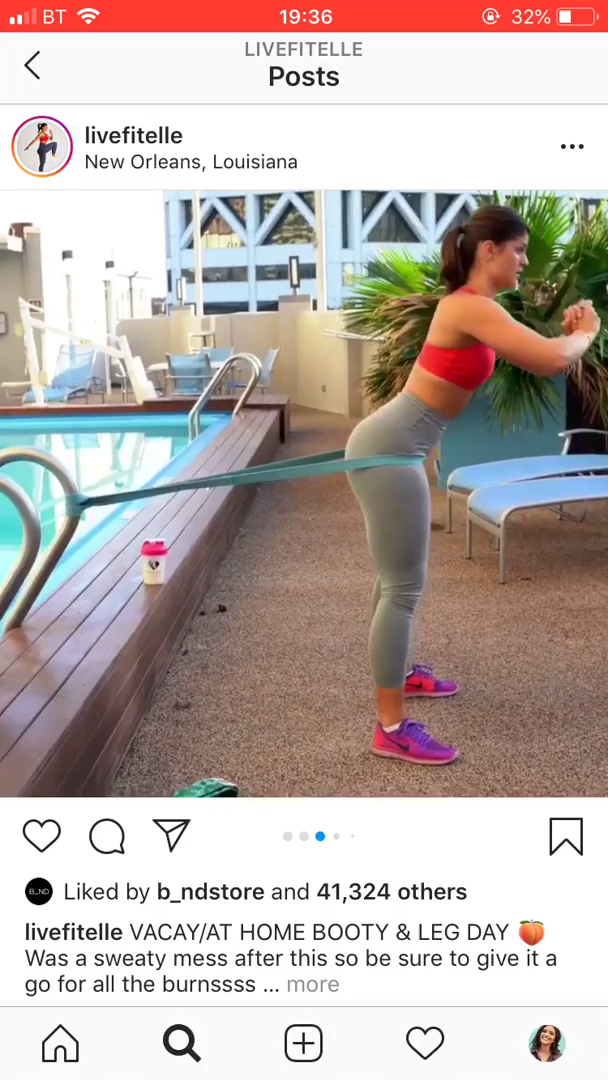 BT 19:36 32%
LIVEFITELLE
Posts
livefitelle
New Orleans, Louisiana
B_ND Liked by b_ndstore and 41,324 others
livefitelle VACAY/AT HOME BOOTY & LEG DAY 🍑
Was a sweaty mess after this so be sure to give it a
go for all the burnssss ... more